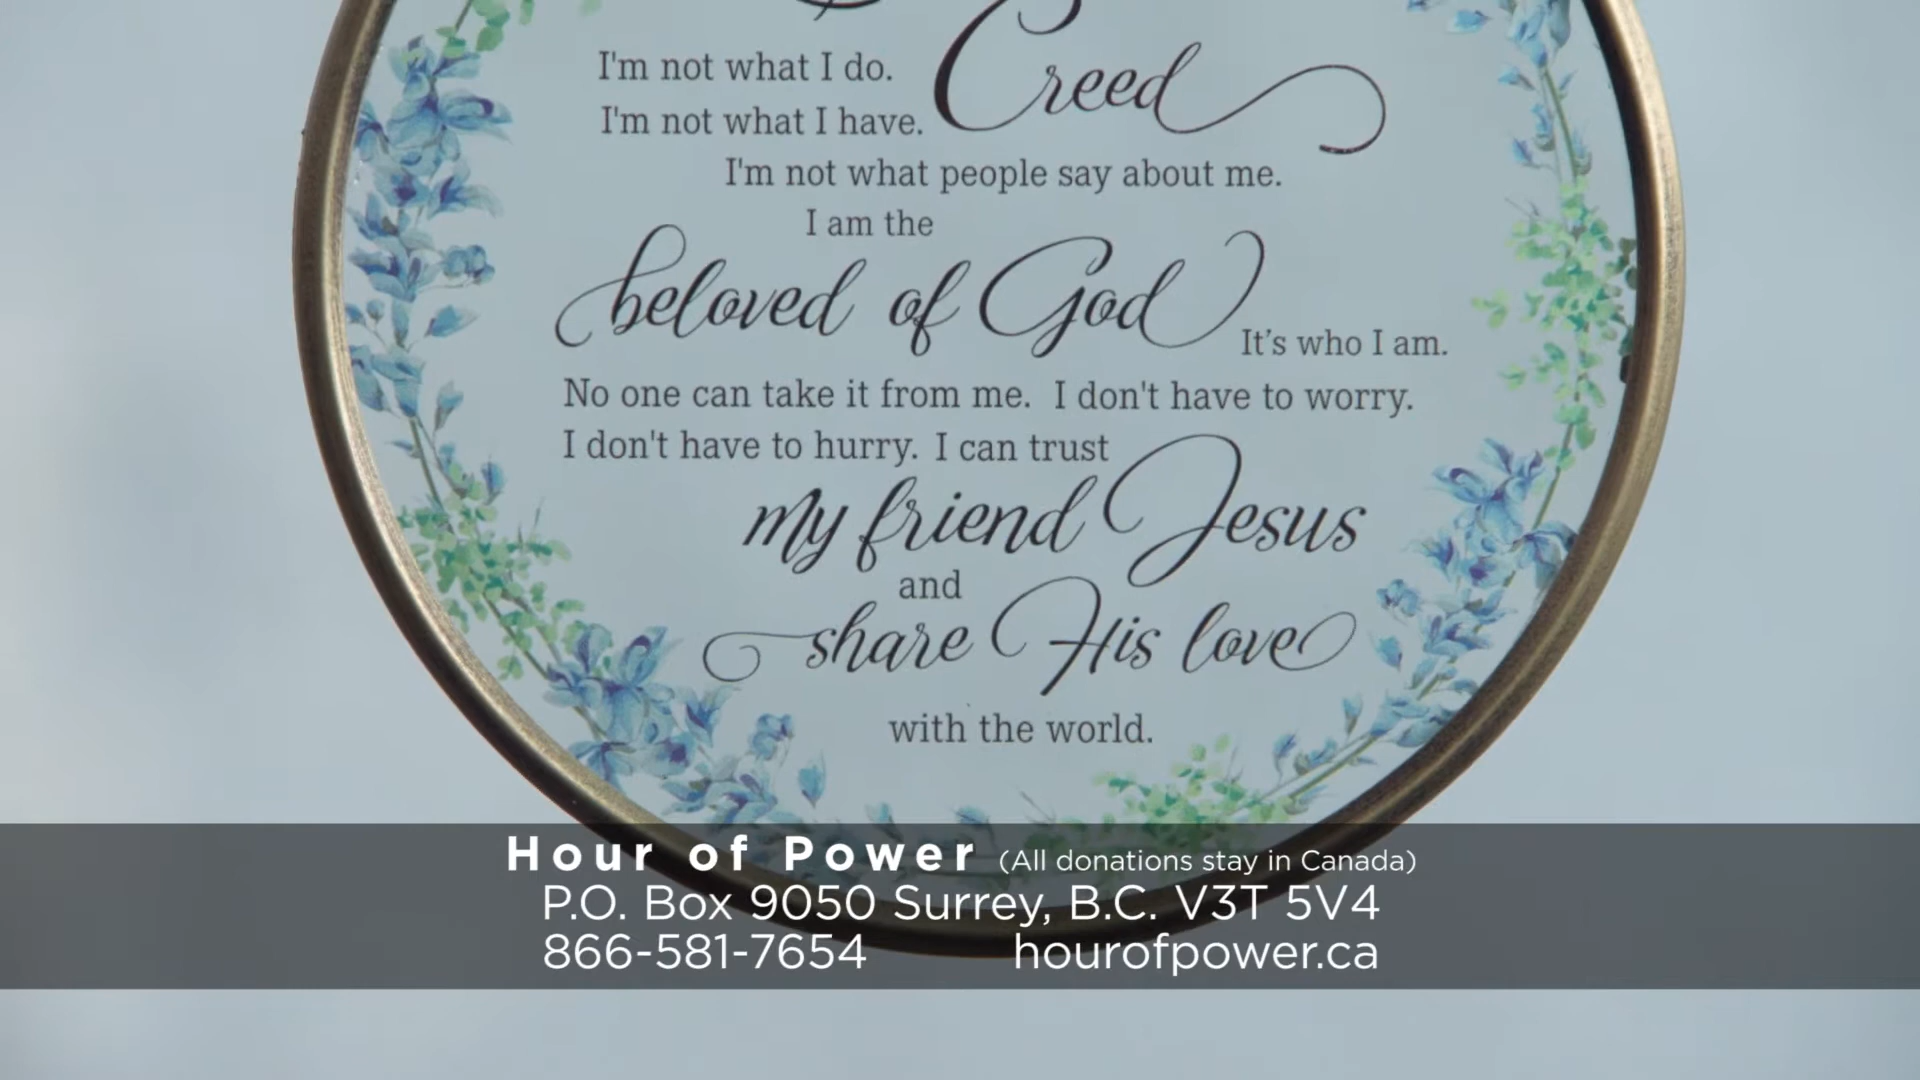 Creed
I'm not what I do.
I'm not what I have.
I'm not what people say about me.
I am the
beloved of God
It's who I am.
No one can take it from me. I don't have to worry.
I don't have to hurry. I can trust
my friend Jesus
and
share His love
with the world.
Hour of Power (All donations stay in Canada)
P.O. Box 9050 Surrey, B.C. V3T 5V4
866-581-7654 hourofpower.ca